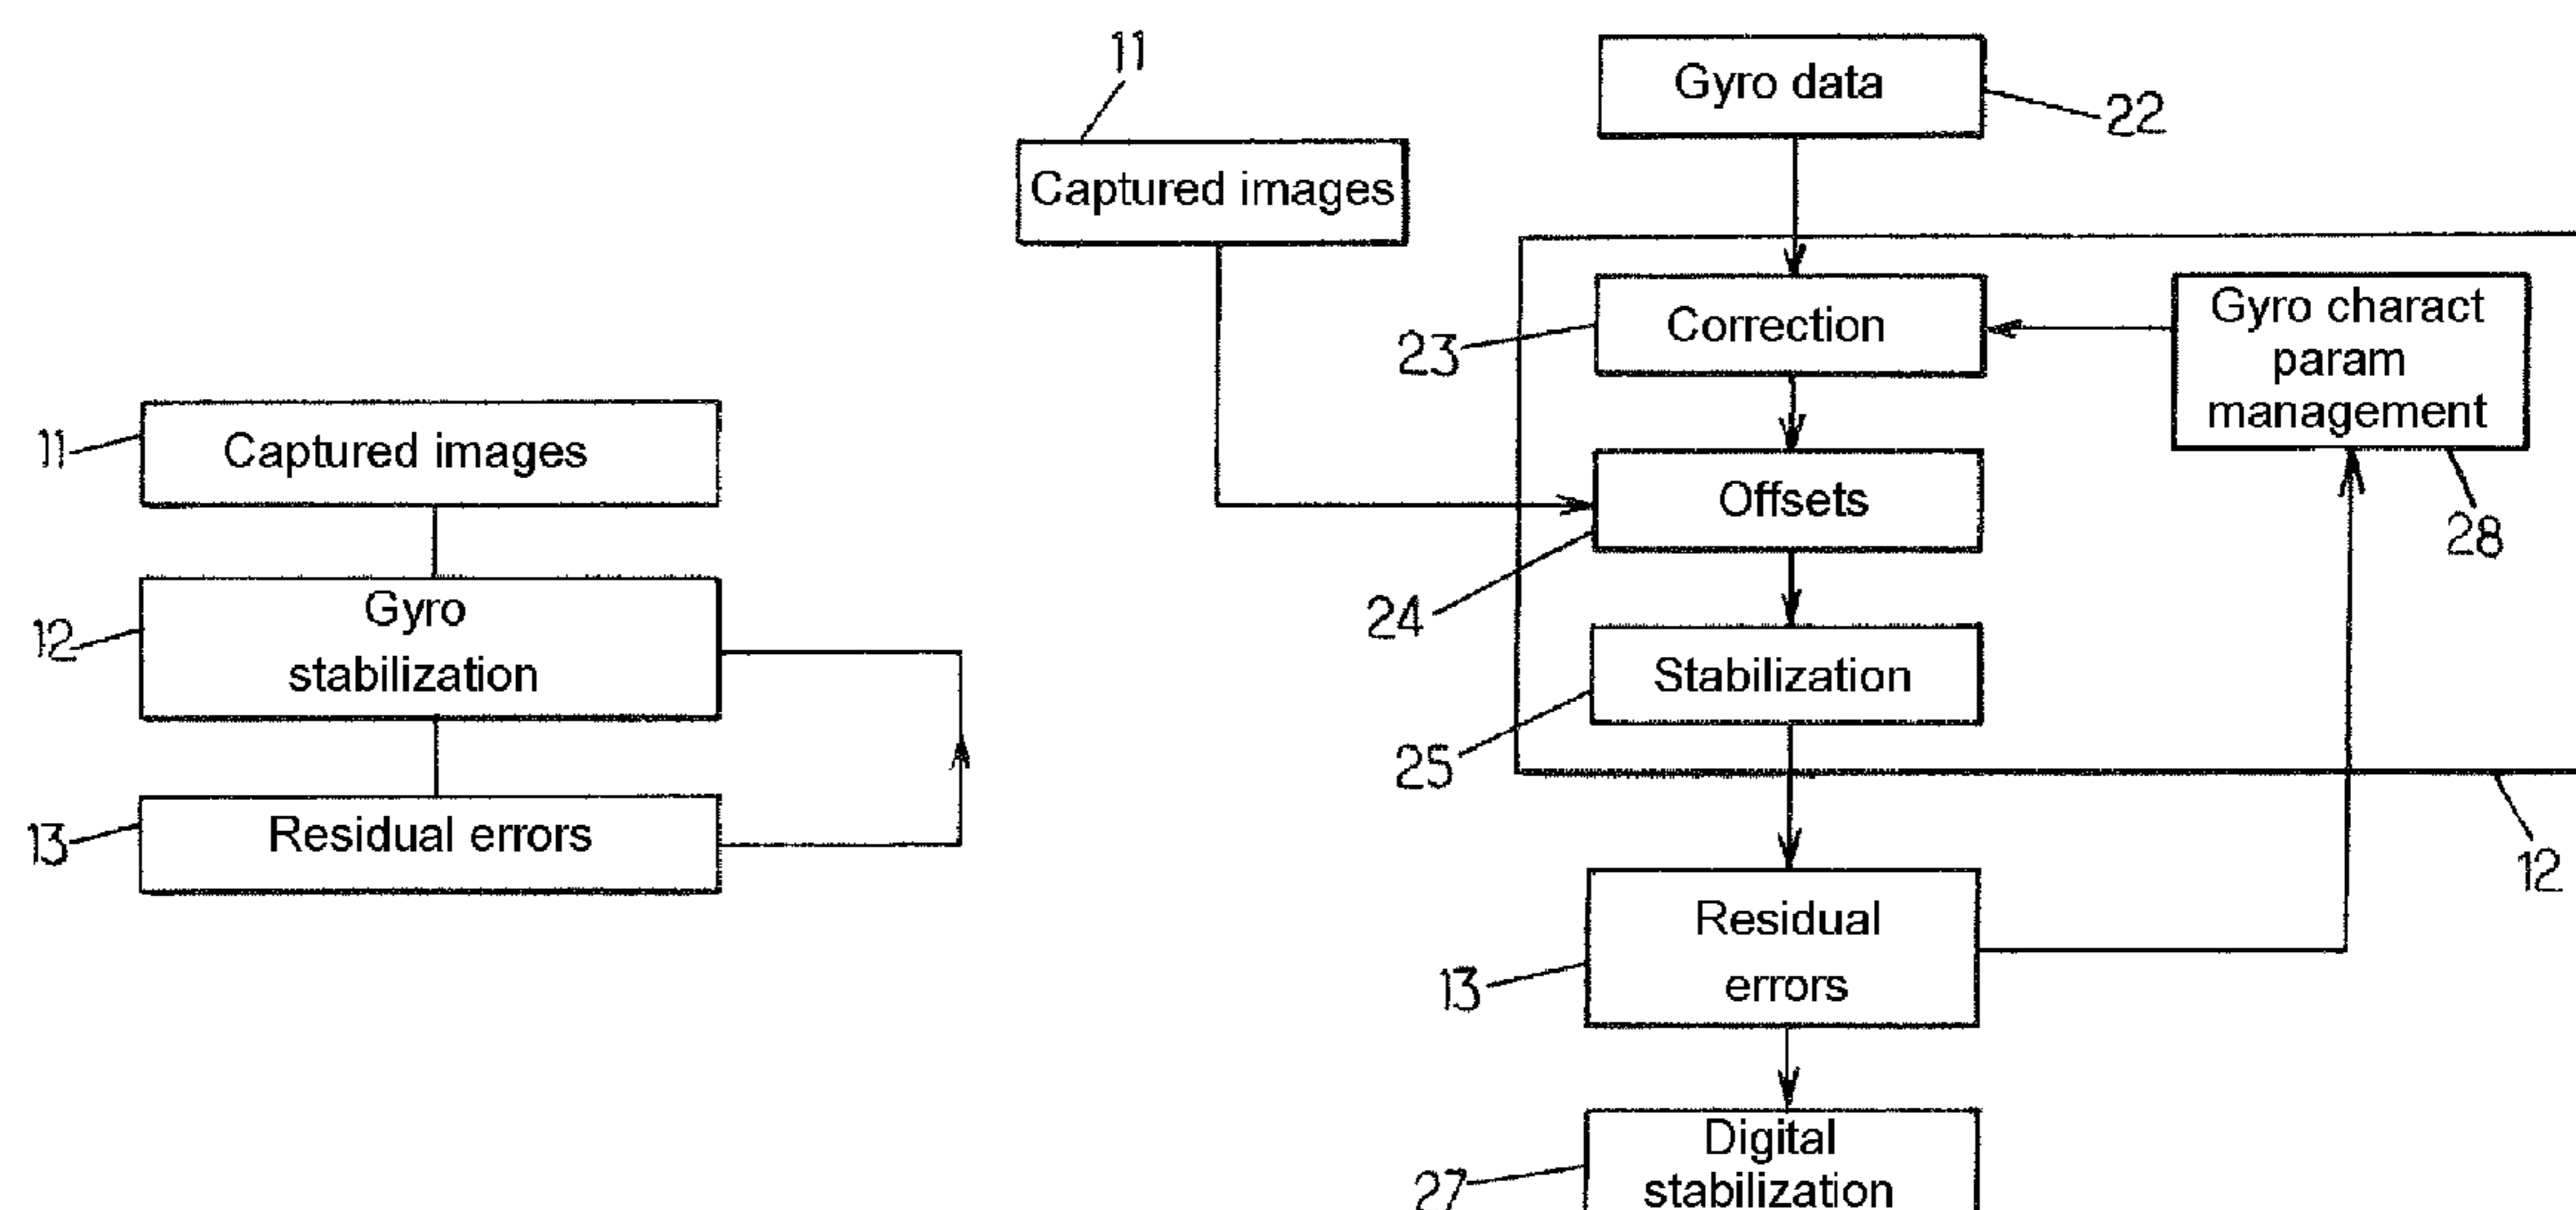 11
Captured images
12
Gyro
stabilization
13
Residual errors
11
Captured images
Gyro data
22
23
Correction
Gyro charact
param
management
28
Offsets
24
Stabilization
25
12
Residual
errors
13
Digital
stabilization
27